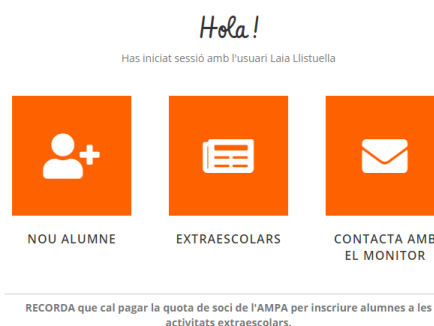 Hola!
Has iniciat sessió amb l'usuari Laia Llistuella
NOU ALUMNE
EXTRAESCOLARS
CONTACTA AMB
EL MONITOR
RECORDA que cal pagar la quota de soci de l'AMPA per inscriure alumnes a les
activitats extraescolars.